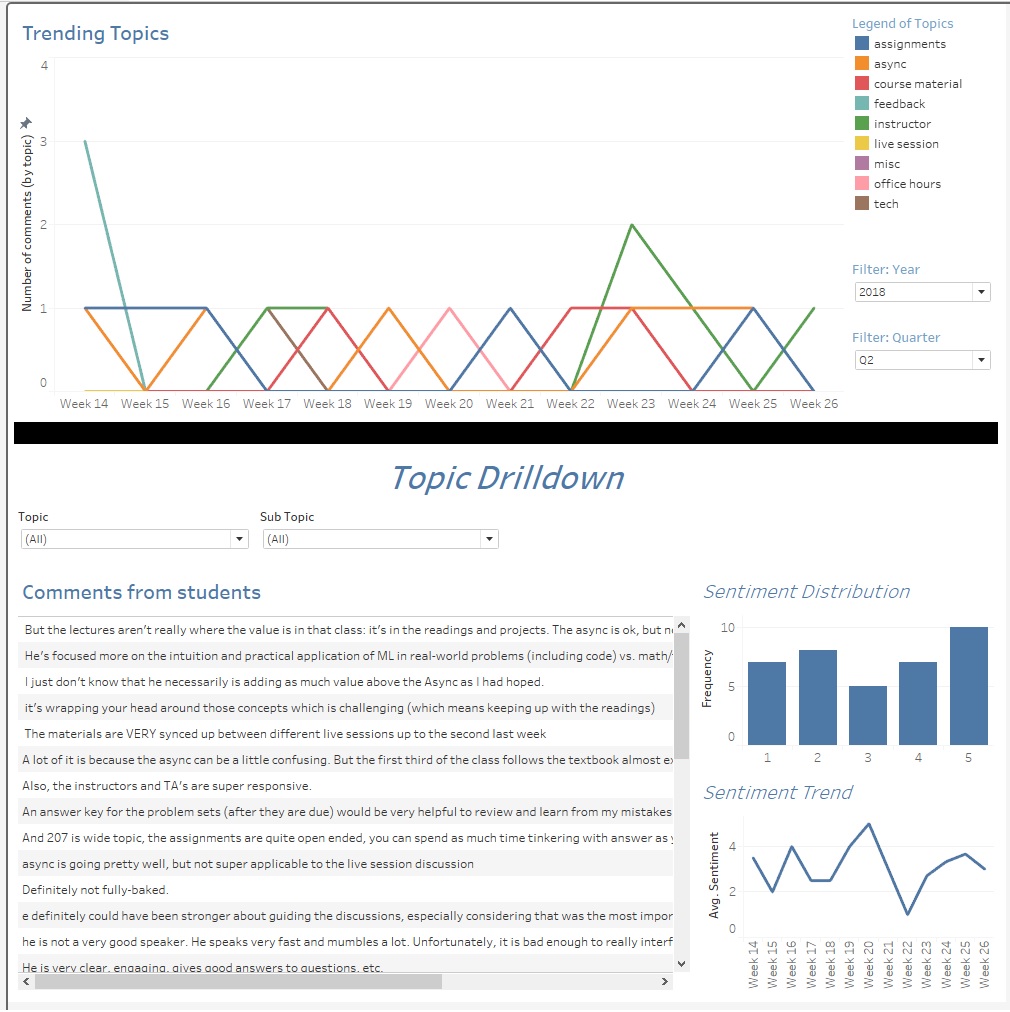 Trending Topics
Number of comments (by topic)
4
3
2
1
0
Week 14 Week 15 Week 16 Week 17 Week 18 Week 19 Week 20 Week 21 Week 22 Week 23 Week 24 Week 25 Week 26
Legend of Topics
assignments
async
course material
feedback
instructor
live session
misc
office hours
tech
Filter: Year
2018
Filter: Quarter
Q2
Topic Drilldown
Topic
(All)
Sub Topic
(All)
Comments from students
But the lectures aren't really where the value is in that class: it's in the readings and projects. The async is ok, but
He's focused more on the intuition and practical application of ML in real-world problems (including code) vs. math/
I just don't know that he necessarily is adding as much value above the Async as I had hoped.
it's wrapping your head around those concepts which is challenging (which means keeping up with the readings)
The materials are VERY synced up between different live sessions up to the second last week
A lot of it is because the async can be a little confusing. But the first third of the class follows the textbook almost
Also, the instructors and TA's are super responsive.
An answer key for the problem sets (after they are due) would be very helpful to review and learn from my mistakes
And 207 is wide topic, the assignments are quite open ended, you can spend as much time tinkering with answer as
async is going pretty well, but not super applicable to the live session discussion
Definitely not fully-baked.
e definitely could have been stronger about guiding the discussions, especially considering that was the most impor
he is not a very good speaker. He speaks very fast and mumbles a lot. Unfortunately, it is bad enough to really interf
He is very clear, engaging, gives good answers to questions, etc.
Sentiment Distribution
Frequency
10
5
0
1 2 3 4 5
Sentiment Trend
Avg. Sentiment
4
2
0
Week 14 Week 15 Week 16 Week 17 Week 18 Week 19 Week 20 Week 21 Week 22 Week 23 Week 24 Week 25 Week 26